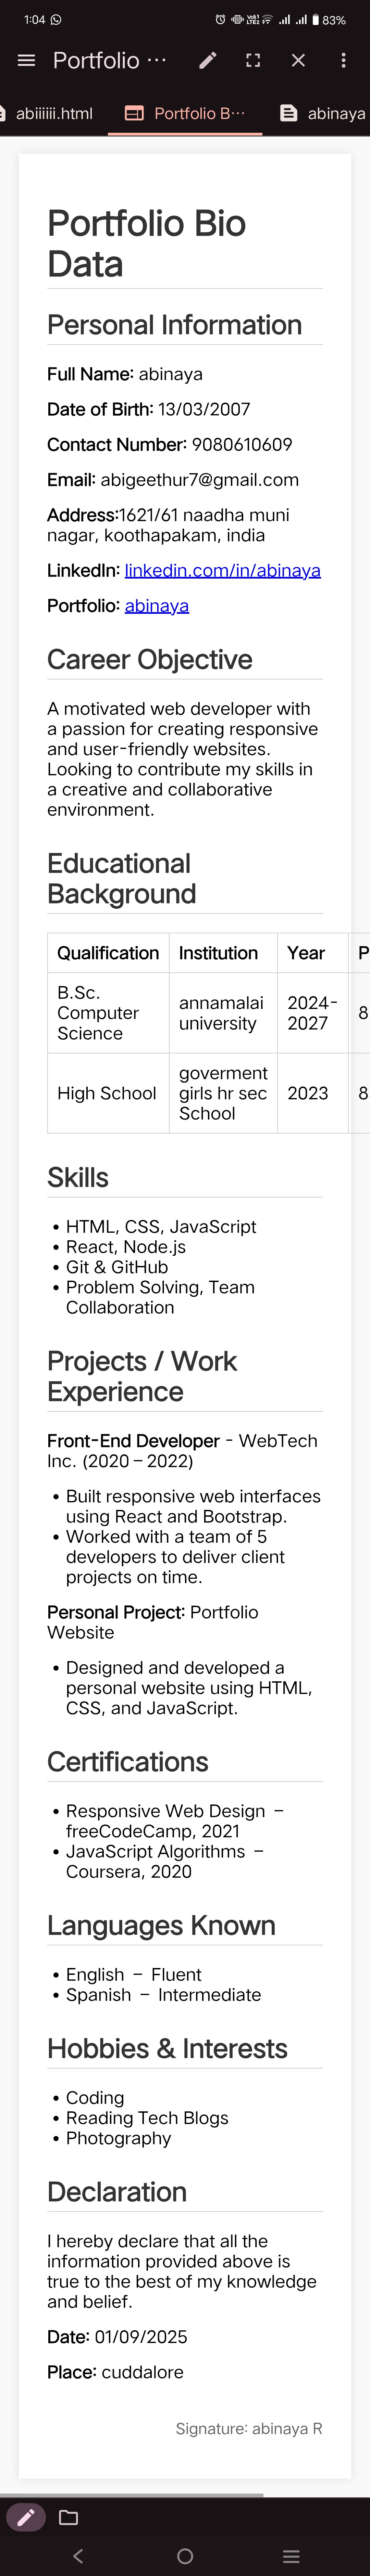 1:04 83%
Portfolio ···
abiiiiii.html Portfolio B··· abinaya
Portfolio Bio
Data
Personal Information
Full Name: abinaya
Date of Birth: 13/03/2007
Contact Number: 9080610609
Email: abigeethur7@gmail.com
Address:1621/61 naadha muni
nagar, koothapakam, india
LinkedIn: linkedin.com/in/abinaya
Portfolio: abinaya
Career Objective
A motivated web developer with
a passion for creating responsive
and user-friendly websites.
Looking to contribute my skills in
a creative and collaborative
environment.
Educational
Background
Qualification Institution Year P
B.Sc.
Computer
Science
annamalai
university
2024-
2027
8
High School
goverment
girls hr sec
School
2023
8
Skills
• HTML, CSS, JavaScript
• React, Node.js
• Git & GitHub
• Problem Solving, Team
Collaboration
Projects / Work
Experience
Front-End Developer - WebTech
Inc. (2020 – 2022)
• Built responsive web interfaces
using React and Bootstrap.
• Worked with a team of 5
developers to deliver client
projects on time.
Personal Project: Portfolio
Website
• Designed and developed a
personal website using HTML,
CSS, and JavaScript.
Certifications
• Responsive Web Design –
freeCodeCamp, 2021
• JavaScript Algorithms –
Coursera, 2020
Languages Known
• English – Fluent
• Spanish – Intermediate
Hobbies & Interests
• Coding
• Reading Tech Blogs
• Photography
Declaration
I hereby declare that all the
information provided above is
true to the best of my knowledge
and belief.
Date: 01/09/2025
Place: cuddalore
Signature: abinaya R